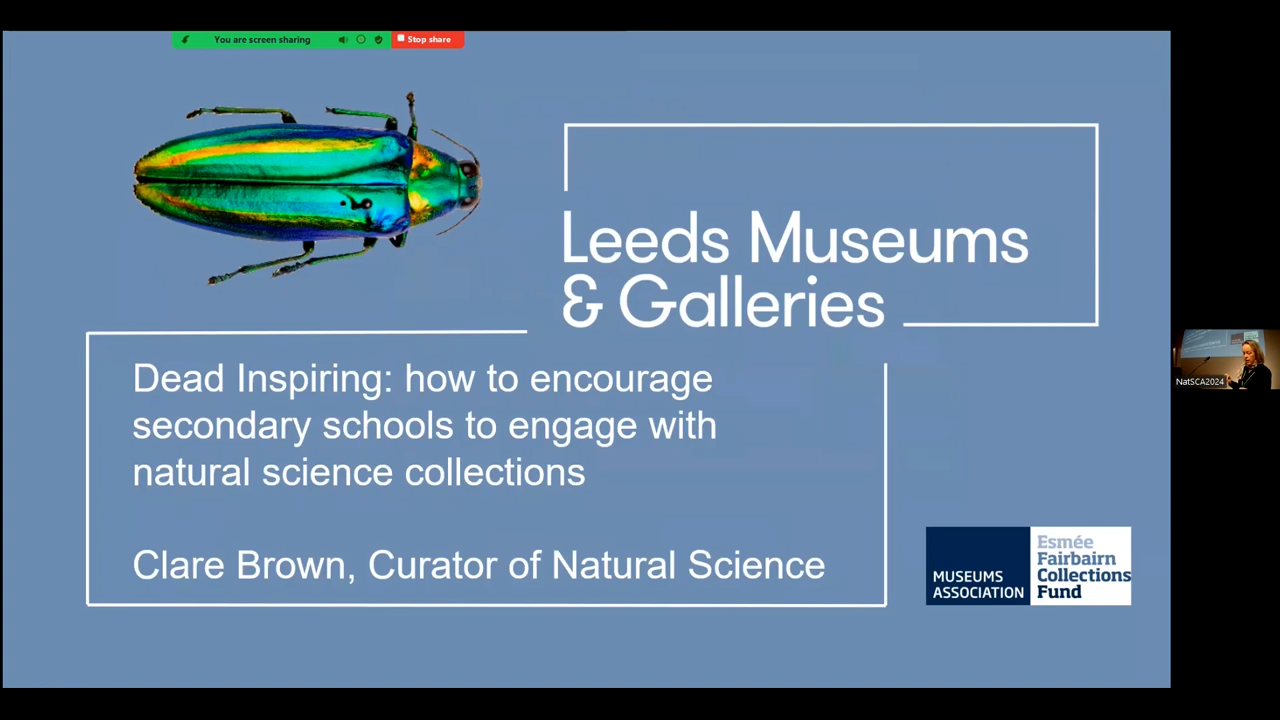 You are screen sharing
Stop share
Leeds Museums
& Galleries
Dead Inspiring: how to encourage
secondary schools to engage with
natural science collections
Clare Brown, Curator of Natural Science
MUSEUMS
ASSOCIATION
Esmée
Fairbairn
Collections
Fund
NatSCA2024